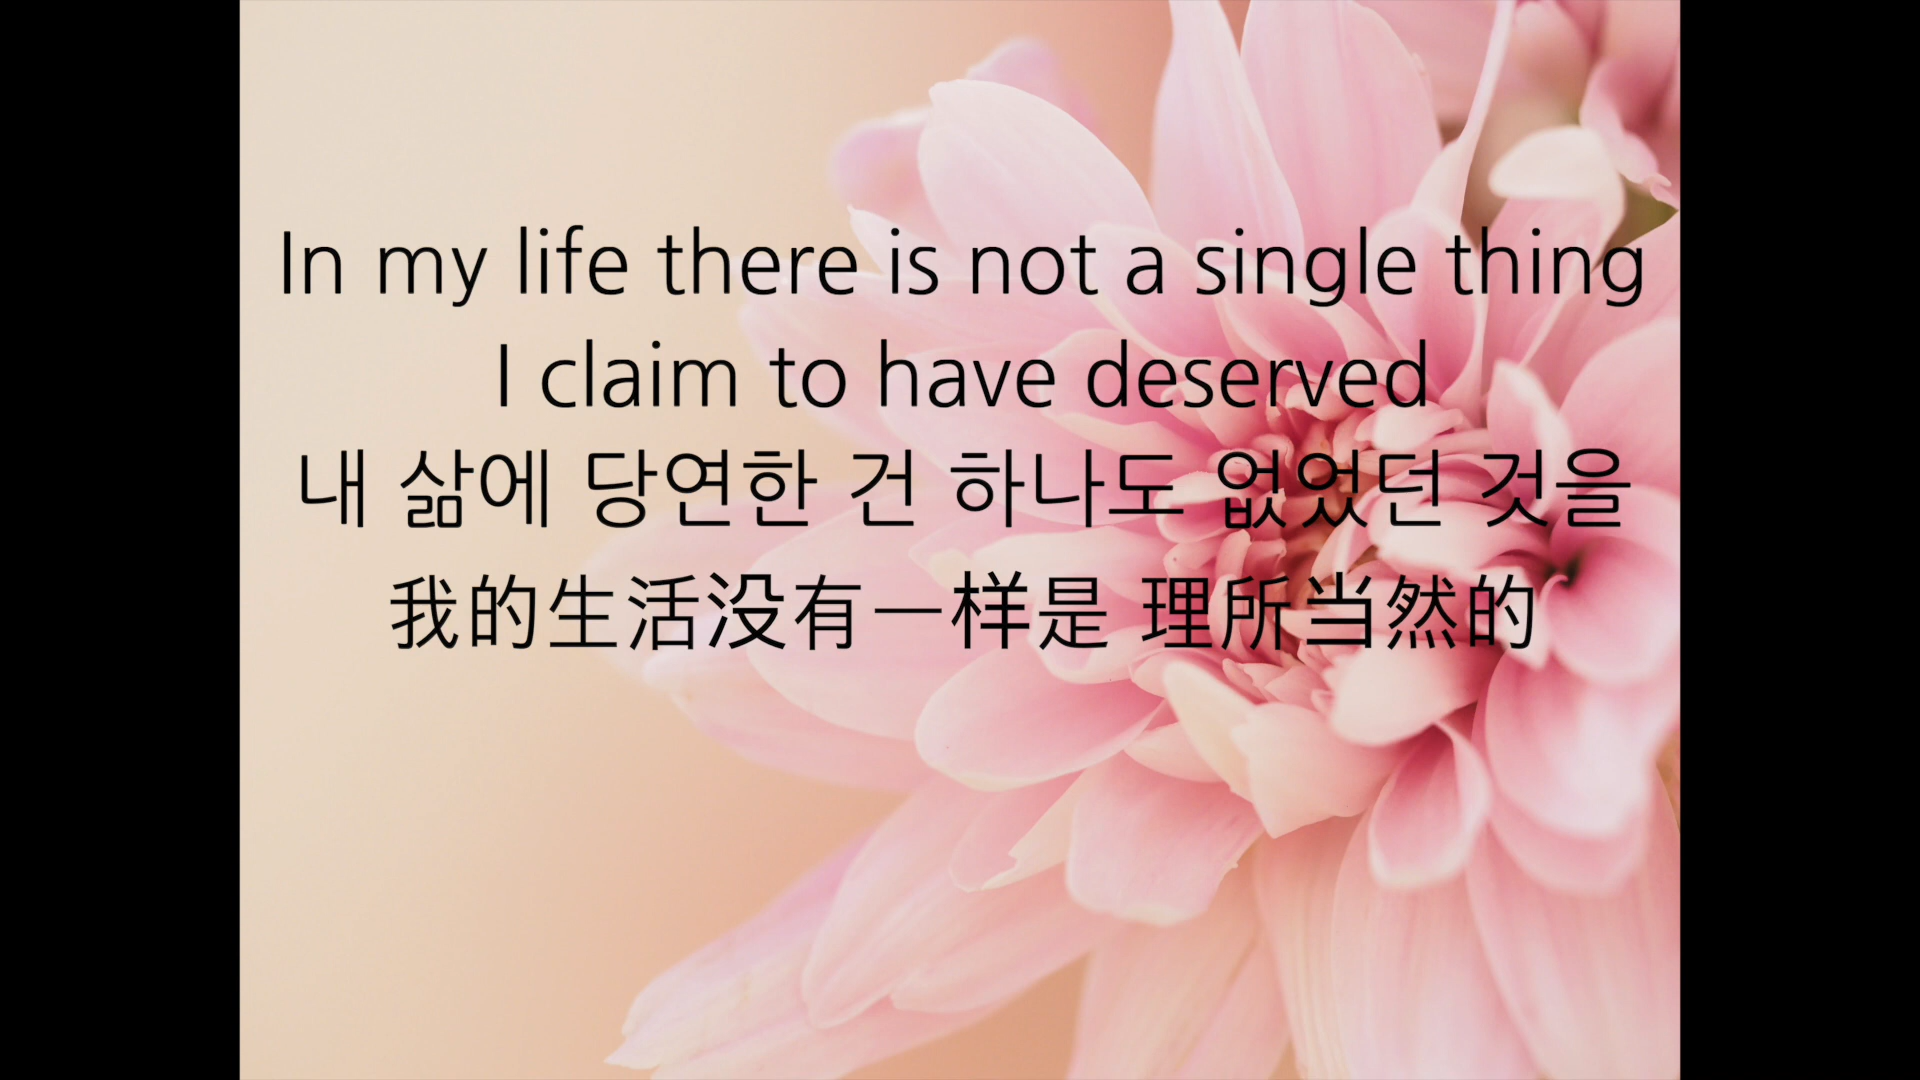 In my life there is not a single thing
I claim to have deserved
내 삶에 당연한 건 하나도 없었던 것을
我的生活没有一样是 理所当然的